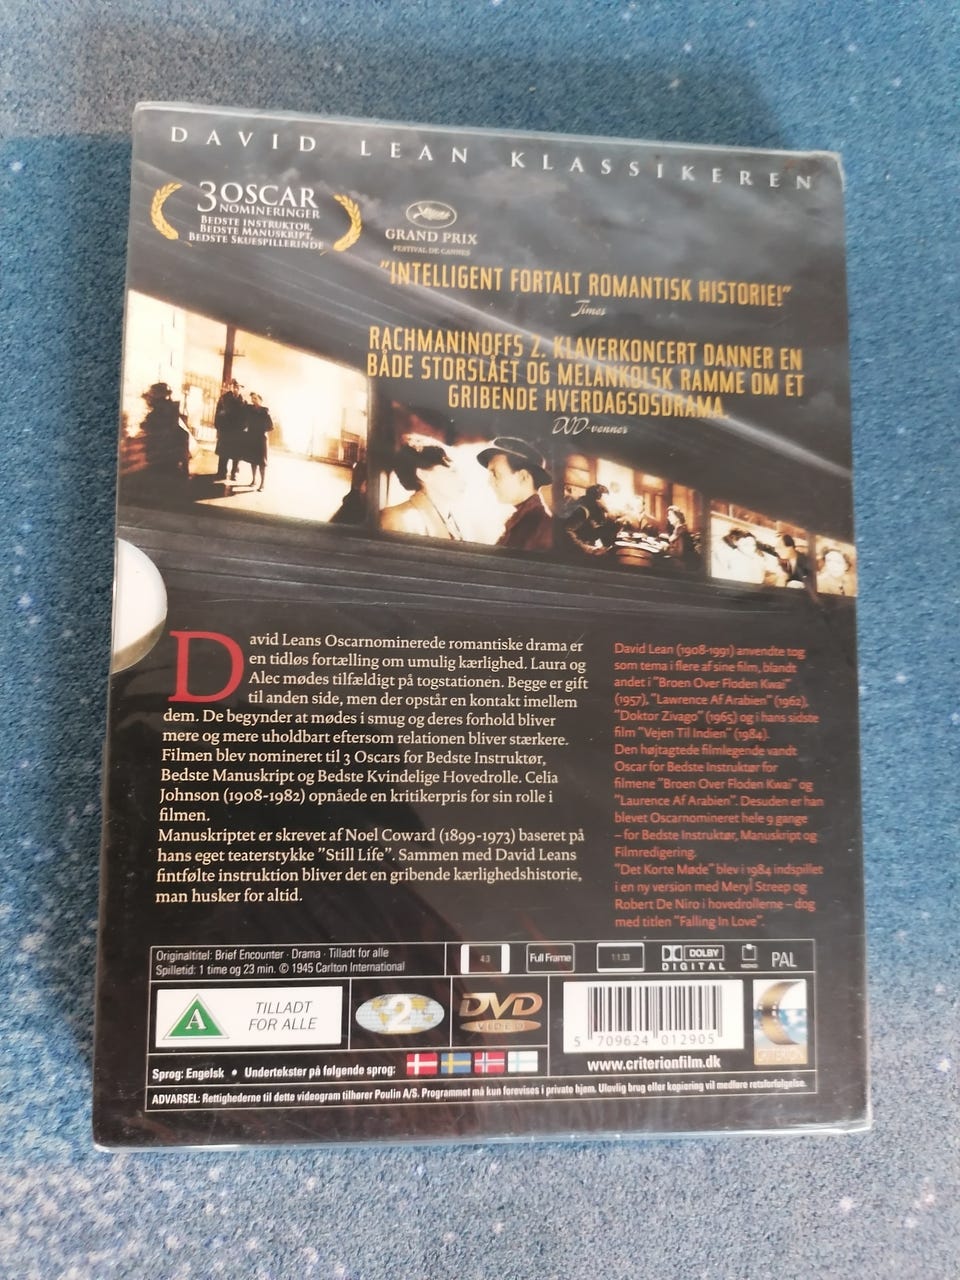 DAVID LEAN KLASSIKEREN
3 OSCAR
NOMINERINGER
BEDSTE INSTRUKTØR,
BEDSTE MANUSKRIPT,
BEDSTE SKUESPILLERINDE
GRAND PRIX
FESTIVAL DE CANNES
"INTELLIGENT FORTALT ROMANTISK HISTORIE!"
Times
RACHMANINOFFS 2. KLAVERKONCERT DANNER EN
BÅDE STORSLÅET OG MELANKOLSK RAMME OM ET
GRIBENDE HVERDAGSDSDRAMA.
DVD-venner
David Leans Oscarnominerede romantiske drama er
en tidløs fortælling om umulig kærlighed. Laura og
Alec mødes tilfældigt på togstationen. Begge er gift
til anden side, men der opstår en kontakt imellem
dem. De begynder at mødes i smug og deres forhold bliver
mere og mere uholdbart eftersom relationen bliver stærkere.
Filmen blev nomineret til 3 Oscars for Bedste Instruktør,
Bedste Manuskript og Bedste Kvindelige Hovedrolle. Celia
Johnson (1908-1982) opnåede en kritikerpris for sin rolle i
filmen.
Manuskriptet er skrevet af Noel Coward (1899-1973) baseret på
hans eget teaterstykke "Still Life". Sammen med David Leans
fintfølte instruktion bliver det en gribende kærlighedshistorie,
man husker for altid.
David Lean (1908-1991) anvendte tog
som tema i flere af sine film, blandt
andet i "Broen Over Floden Kwai"
(1957), "Lawrence Af Arabien" (1962),
"Doktor Zivago" (1965) og i hans sidste
film "Vejen Til Indien" (1984).
Den højtagtede filmlegende vandt
Oscar for Bedste Instruktør for
filmene "Broen Over Floden Kwai" og
"Laurence Af Arabien". Desuden er han
blevet Oscarnomineret hele 9 gange
– for Bedste Instruktør, Manuskript og
Filmredigering.
"Det Korte Møde" blev i 1984 indspillet
i en ny version med Meryl Streep og
Robert De Niro i hovedrollerne – dog
med titlen "Falling In Love".
Originaltitel: Brief Encounter · Drama · Tilladt for alle
Spilletid: 1 time og 23 min. © 1945 Carlton International
4:3
Full Frame
1:1.33
DOLBY
DIGITAL
MONO
PAL
A
TILLADT
FOR ALLE
2
DVD
VIDEO
5 709624 012905
www.criterionfilm.dk
CRITERION
Sprog: Engelsk • Undertekster på følgende sprog:
ADVARSEL: Rettighederne til dette videogram tilhører Poulin A/S. Programmet må kun forevises i private hjem. Ulovlig brug eller kopiering vil medføre retsforfølgelse.